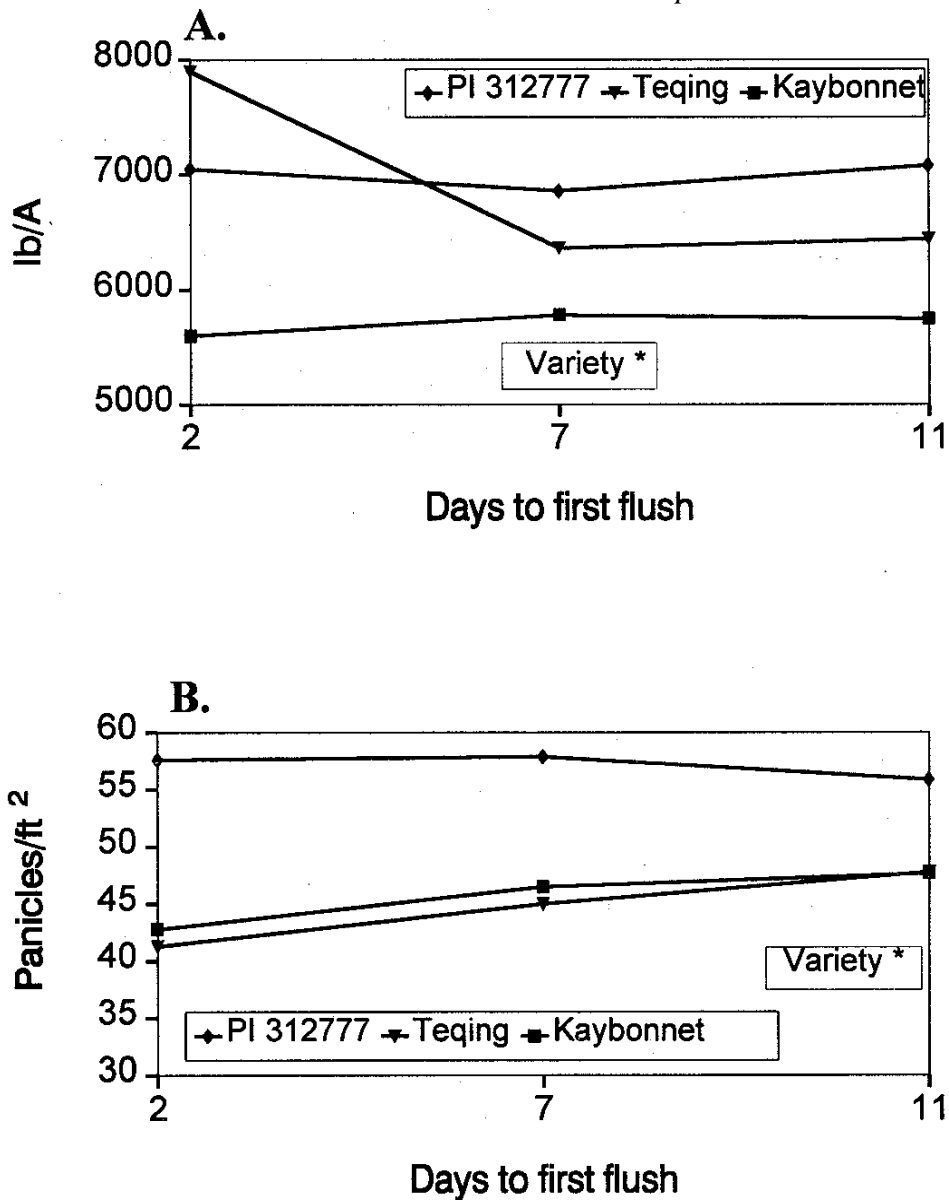 A.
8000
7000
6000
5000
lb/A
PI 312777 Teqing Kaybonnet
Variety *
2 7 11
Days to first flush
B.
60
55
50
45
40
35
30
Panicles/ft ²
Variety *
PI 312777 Teqing Kaybonnet
2 7 11
Days to first flush